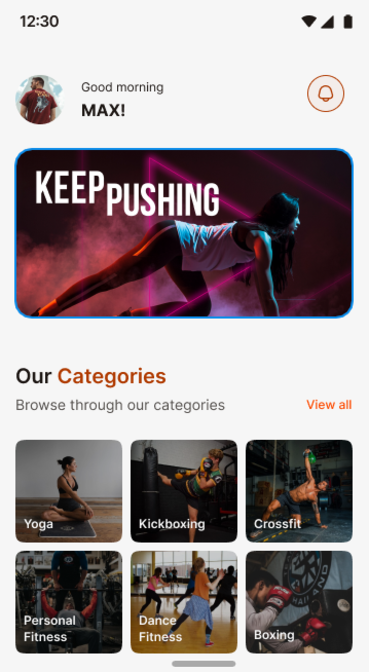 12:30
Good morning
MAX!
KEEP PUSHING
Our Categories
Browse through our categories
View all
Yoga
Kickboxing
Crossfit
Personal
Fitness
Dance
Fitness
Boxing